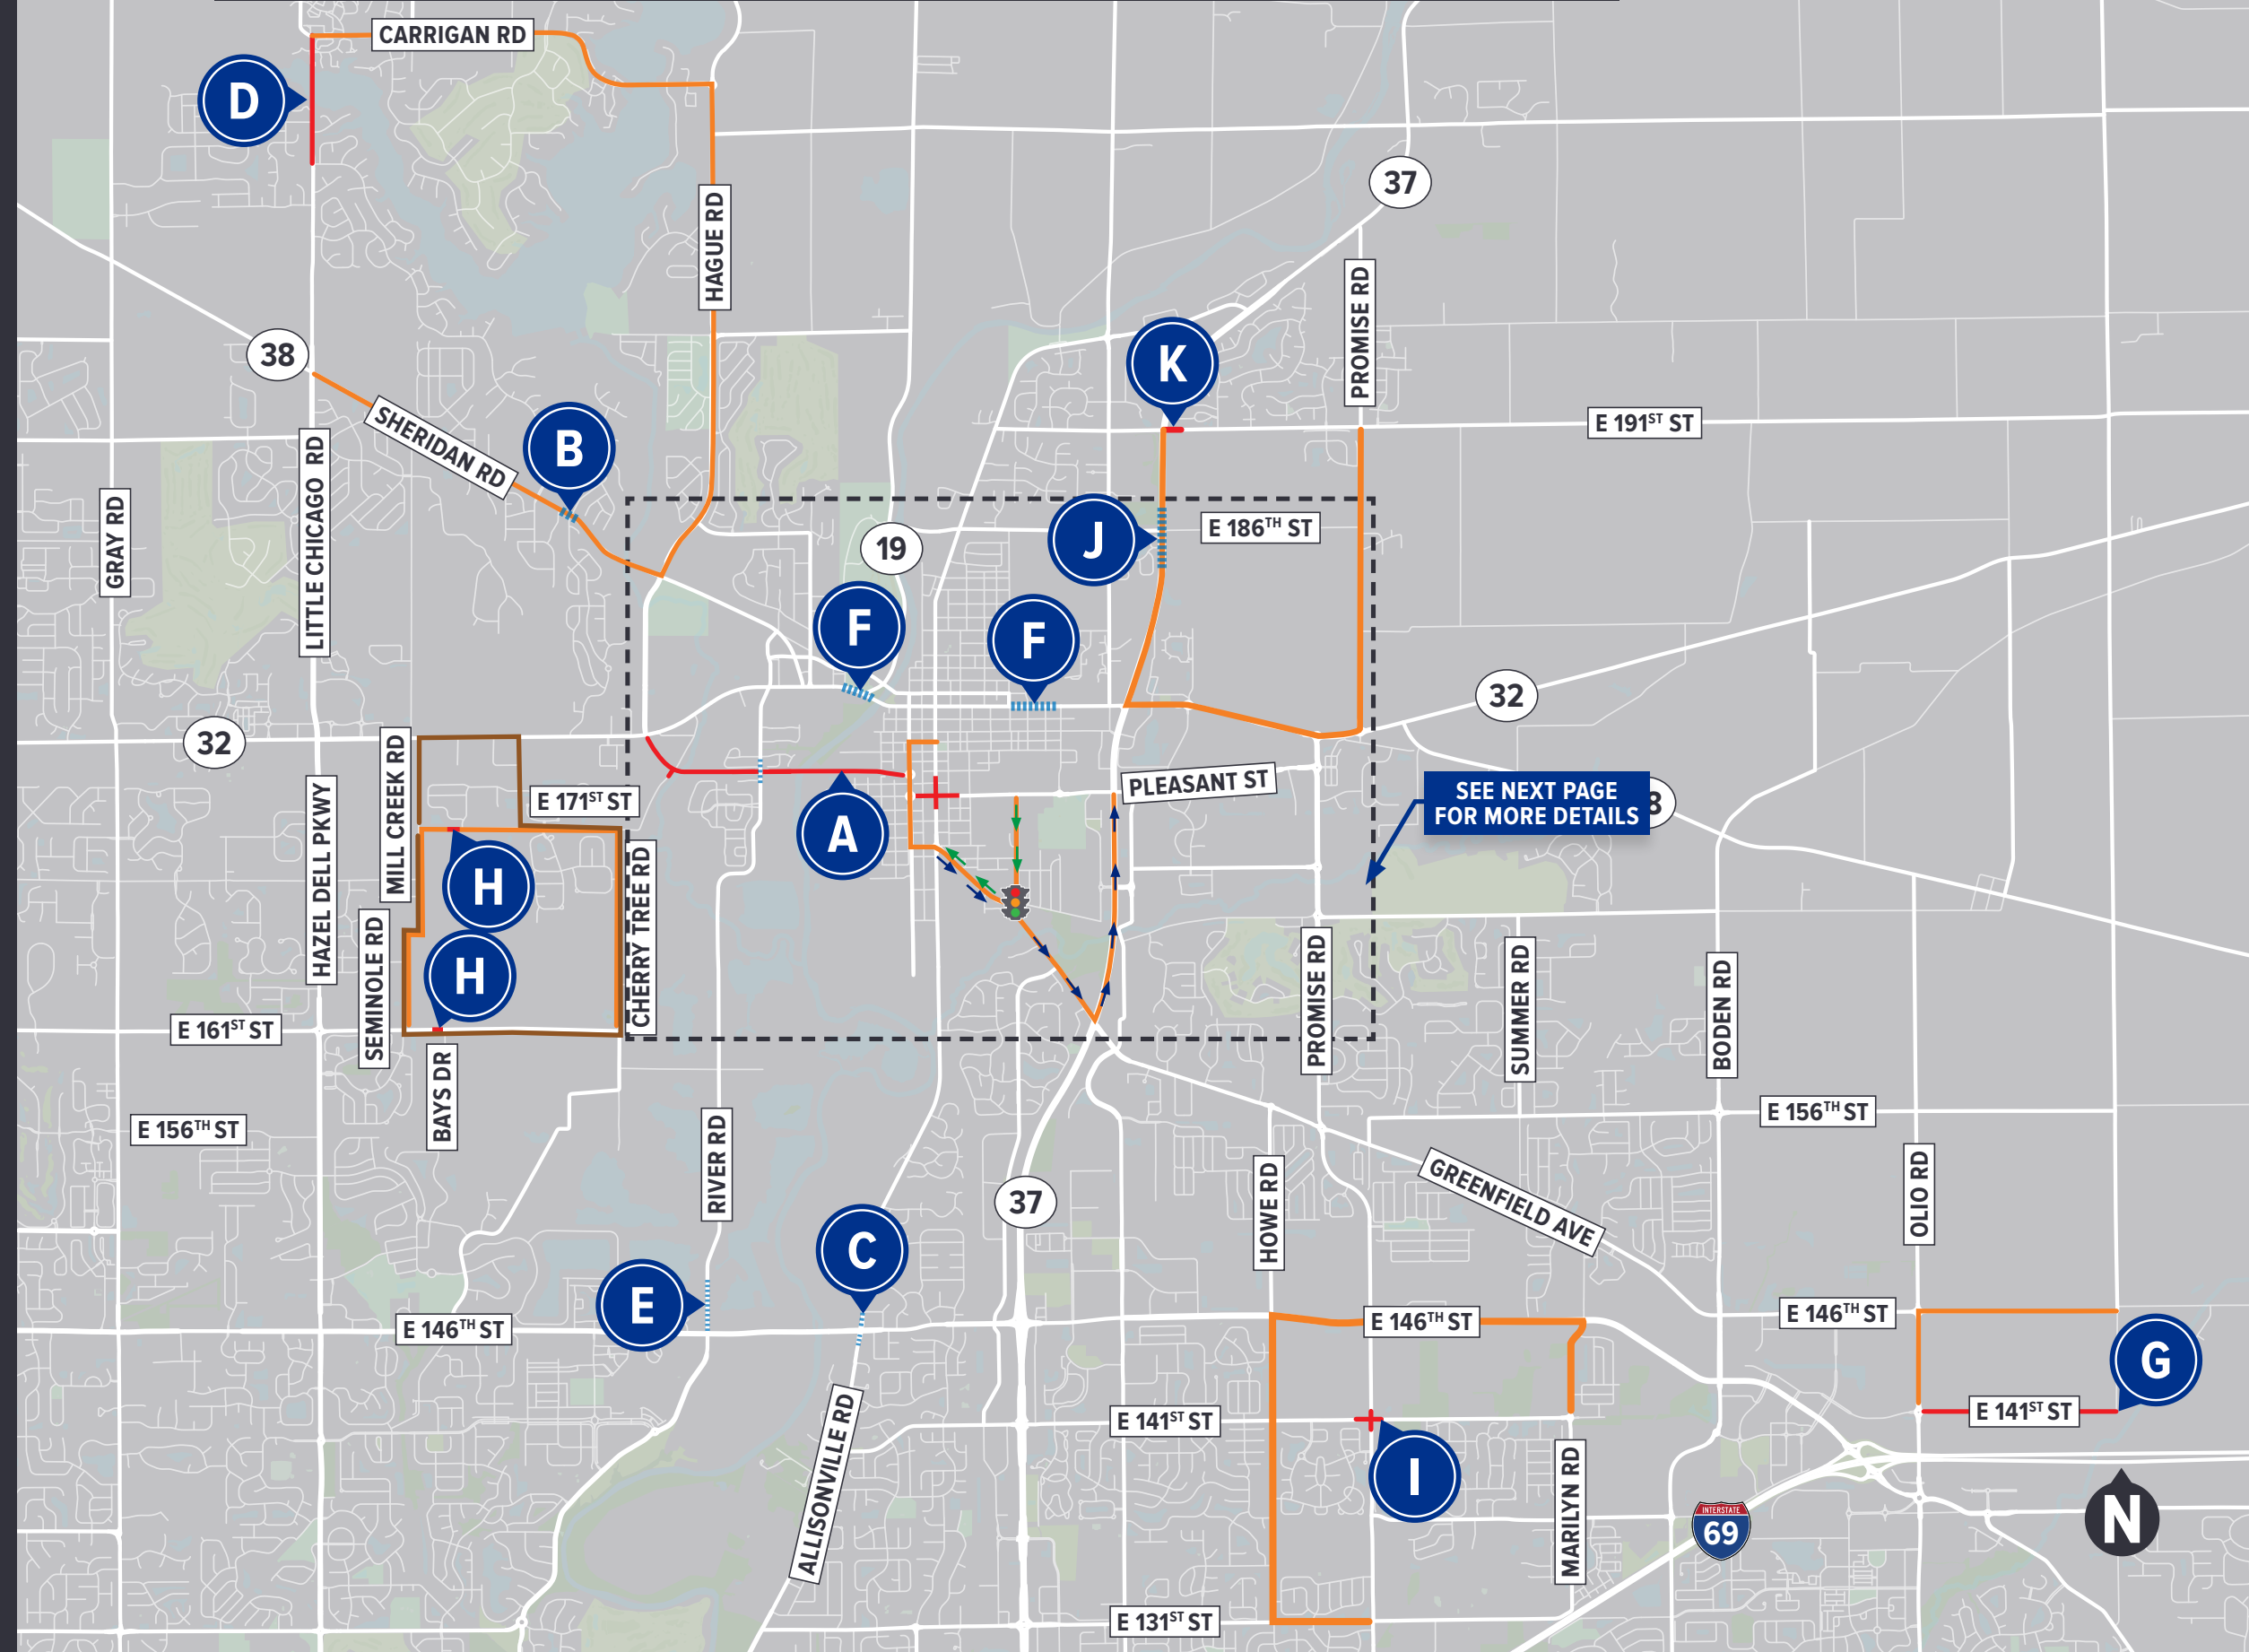 CARRIGAN RD
D
37
HAGUE RD
PROMISE RD
38
K
E 191ST ST
SHERIDAN RD
B
LITTLE CHICAGO RD
GRAY RD
J
E 186TH ST
19
F
F
32
32
MILL CREEK RD
PLEASANT ST
SEE NEXT PAGE
FOR MORE DETAILS
8
E 171ST ST
A
HAZEL DELL PKWY
H
CHERRY TREE RD
H
SEMINOLE RD
PROMISE RD
SUMMER RD
BODEN RD
E 161ST ST
BAYS DR
E 156TH ST
E 156TH ST
RIVER RD
37
HOWE RD
GREENFIELD AVE
OLIO RD
C
E
E 146TH ST
E 146TH ST
E 146TH ST
G
E 141ST ST
E 141ST ST
ALLISONVILLE RD
I
MARILYN RD
INTERSTATE
69
N
E 131ST ST